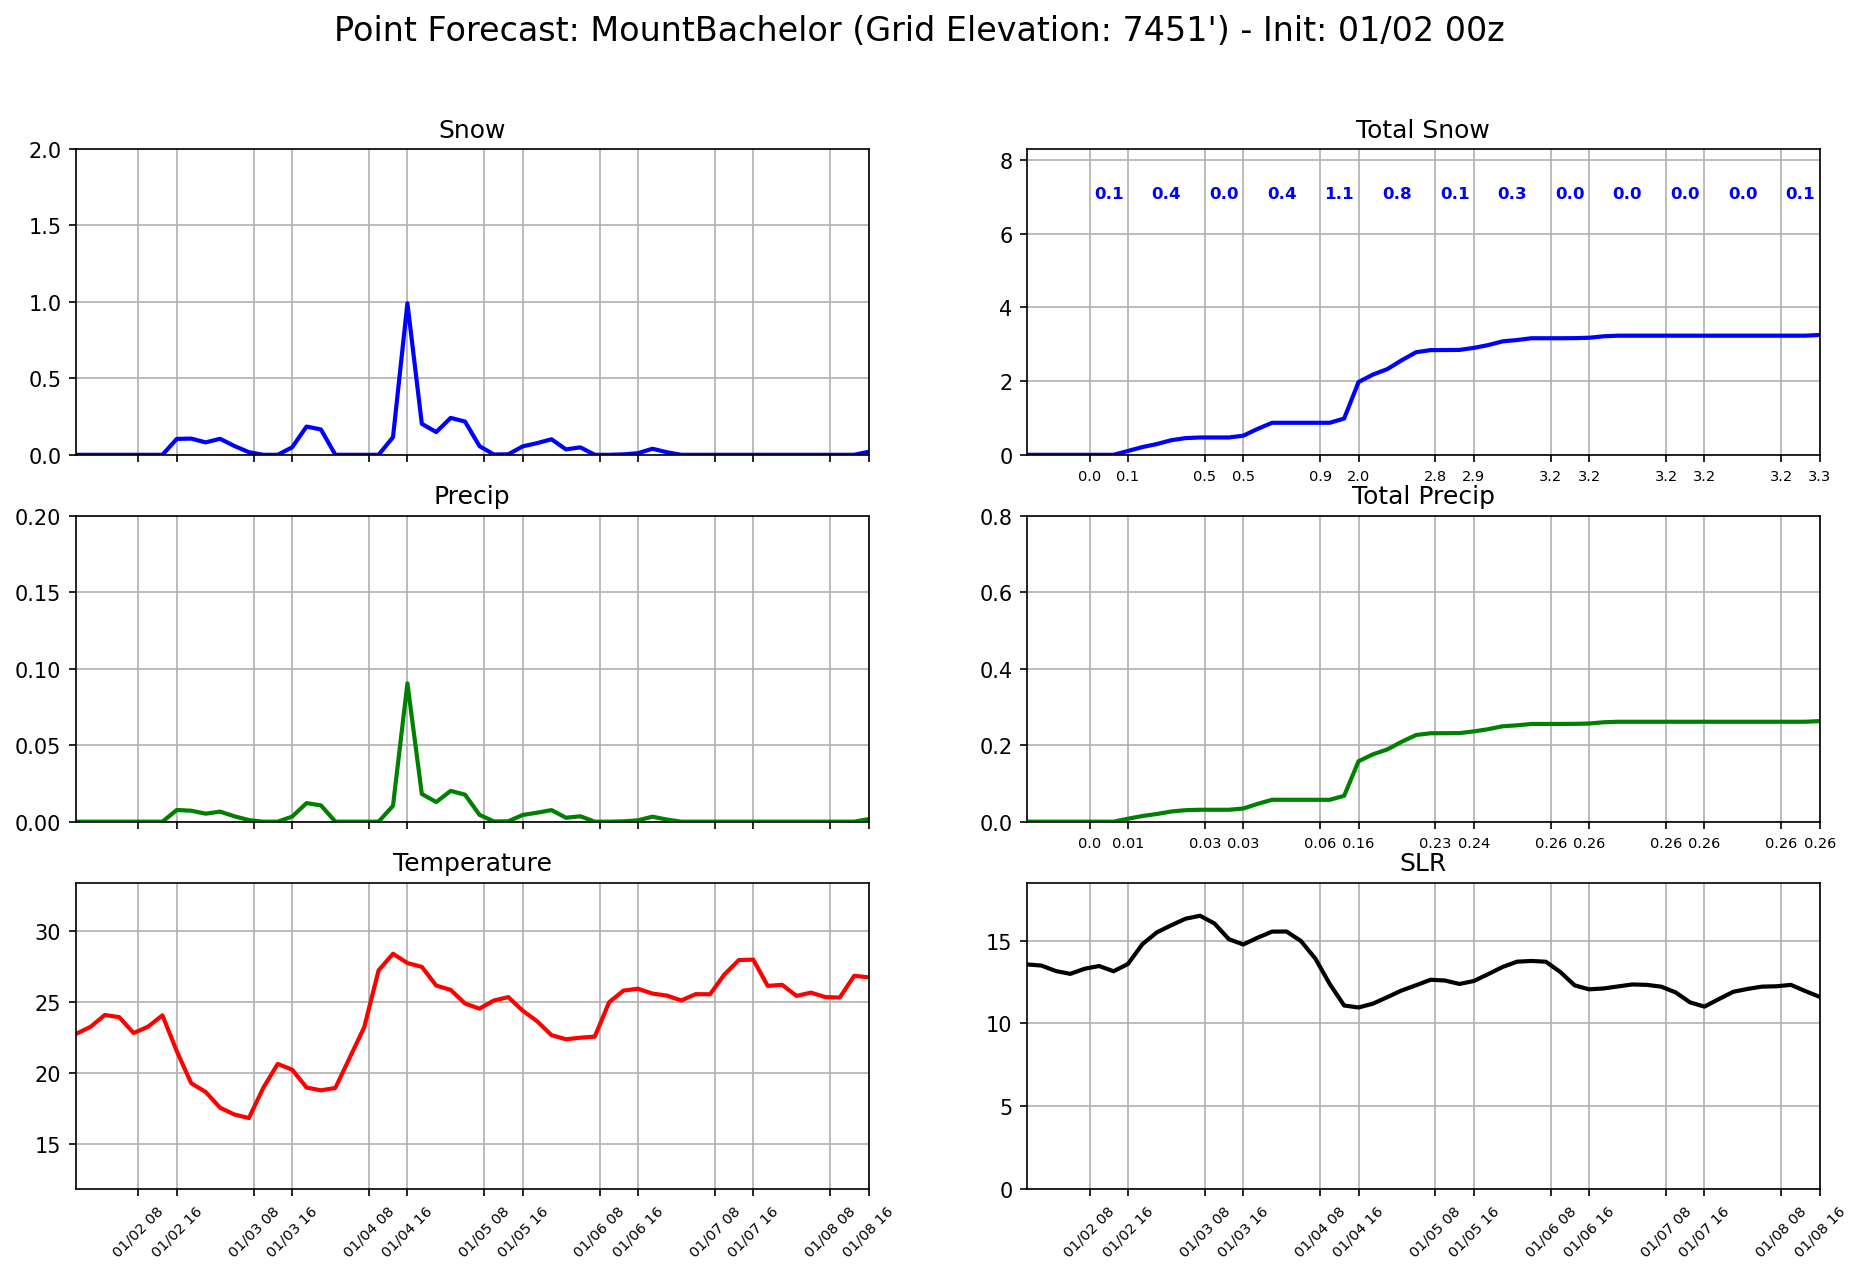 Point Forecast: MountBachelor (Grid Elevation: 7451') - Init: 01/02 00z
Snow
2.0
1.5
1.0
0.5
0.0
Total Snow
8
6
4
2
0
0.1 0.4 0.0 0.4 1.1 0.8 0.1 0.3 0.0 0.0 0.0 0.0 0.1
0.0 0.1 0.5 0.5 0.9 2.0 2.8 2.9 3.2 3.2 3.2 3.2 3.2 3.3
Precip
0.20
0.15
0.10
0.05
0.00
Total Precip
0.8
0.6
0.4
0.2
0.0
0.0 0.01 0.03 0.03 0.06 0.16 0.23 0.24 0.26 0.26 0.26 0.26 0.26 0.26
Temperature
30
25
20
15
01/02 08 01/02 16 01/03 08 01/03 16 01/04 08 01/04 16 01/05 08 01/05 16 01/06 08 01/06 16 01/07 08 01/07 16 01/08 08 01/08 16
SLR
15
10
5
0
01/02 08 01/02 16 01/03 08 01/03 16 01/04 08 01/04 16 01/05 08 01/05 16 01/06 08 01/06 16 01/07 08 01/07 16 01/08 08 01/08 16